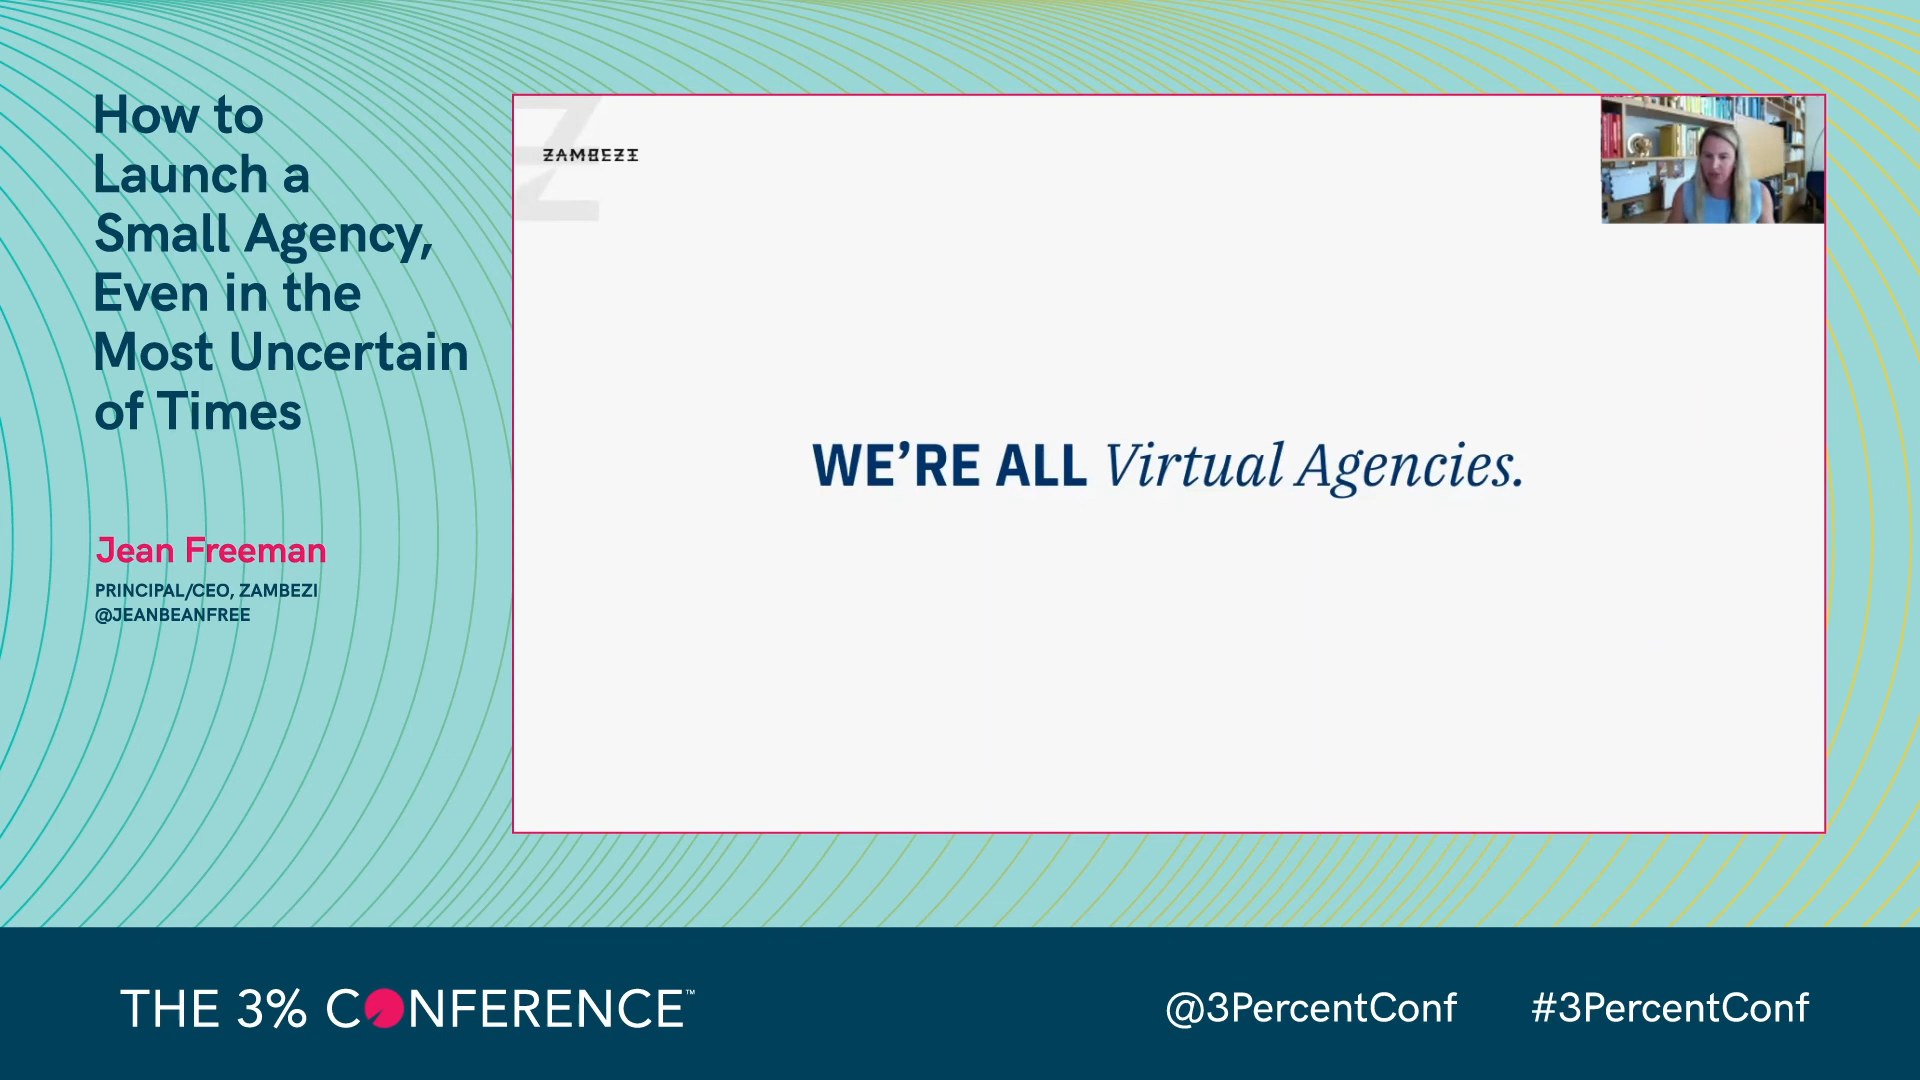 How to
Launch a
Small Agency,
Even in the
Most Uncertain
of Times
Jean Freeman
PRINCIPAL/CEO, ZAMBEZI
@JEANBEANFREE
ZAMBEZI
WE’RE ALL Virtual Agencies.
THE 3% CONFERENCE™
@3PercentConf #3PercentConf